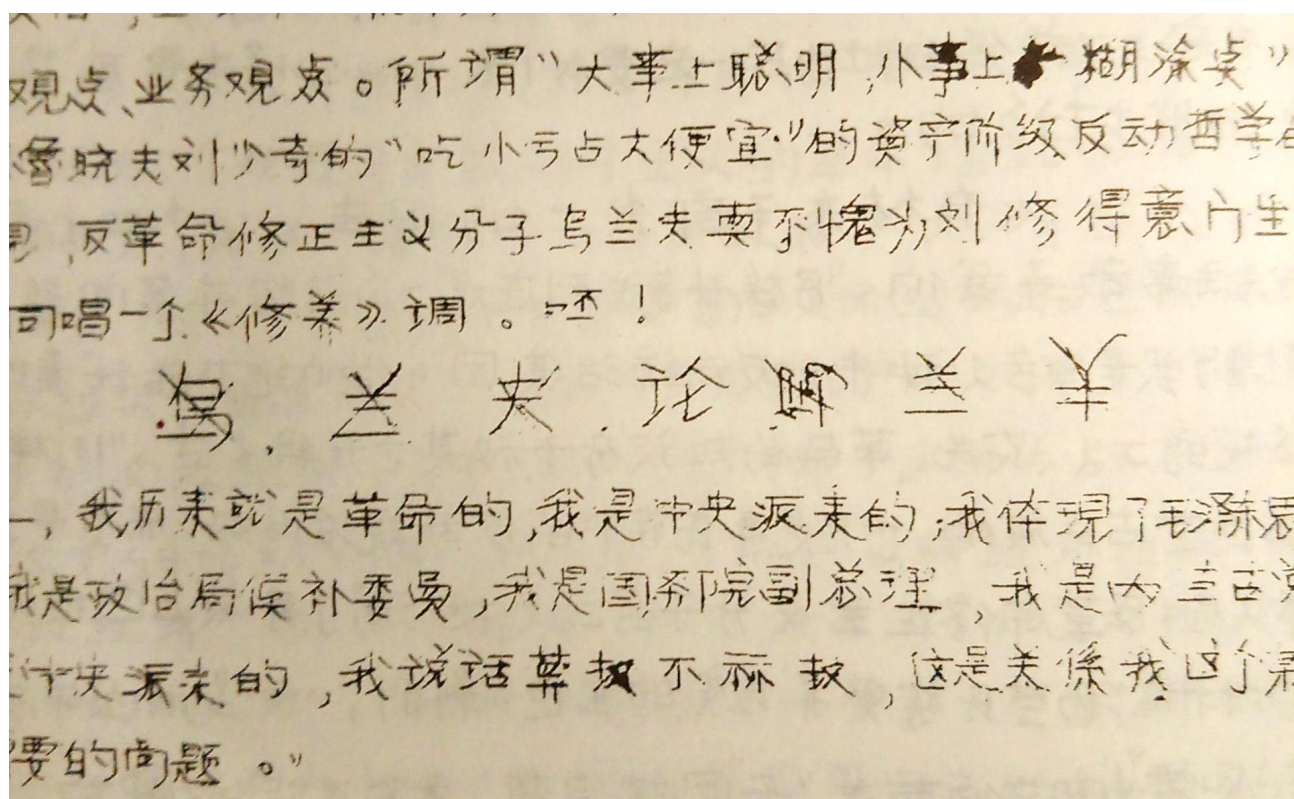 观点、业务观点。所谓“大事上聪明,小事上糊涂点”
鲁晓夫刘少奇的“吃小亏占大便宜”的资产阶级反动哲学
,反革命修正主义分子乌兰夫要不愧为刘修得意门生
同唱一个《修养》调。呸!
乌兰夫论乌兰夫
一,我历来就是革命的,我是中央派来的,我体现了毛泽东思
我是政治局候补委员,我是国务院副总理,我是内蒙古党
中央派来的,我说话算 不算 ,这是关系我这个
要的问题。”